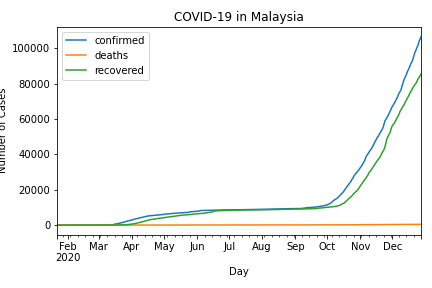 COVID-19 in Malaysia
confirmed
deaths
recovered
100000
80000
60000
40000
20000
0
Number of Cases
Feb Mar Apr May Jun Jul Aug Sep Oct Nov Dec
2020
Day